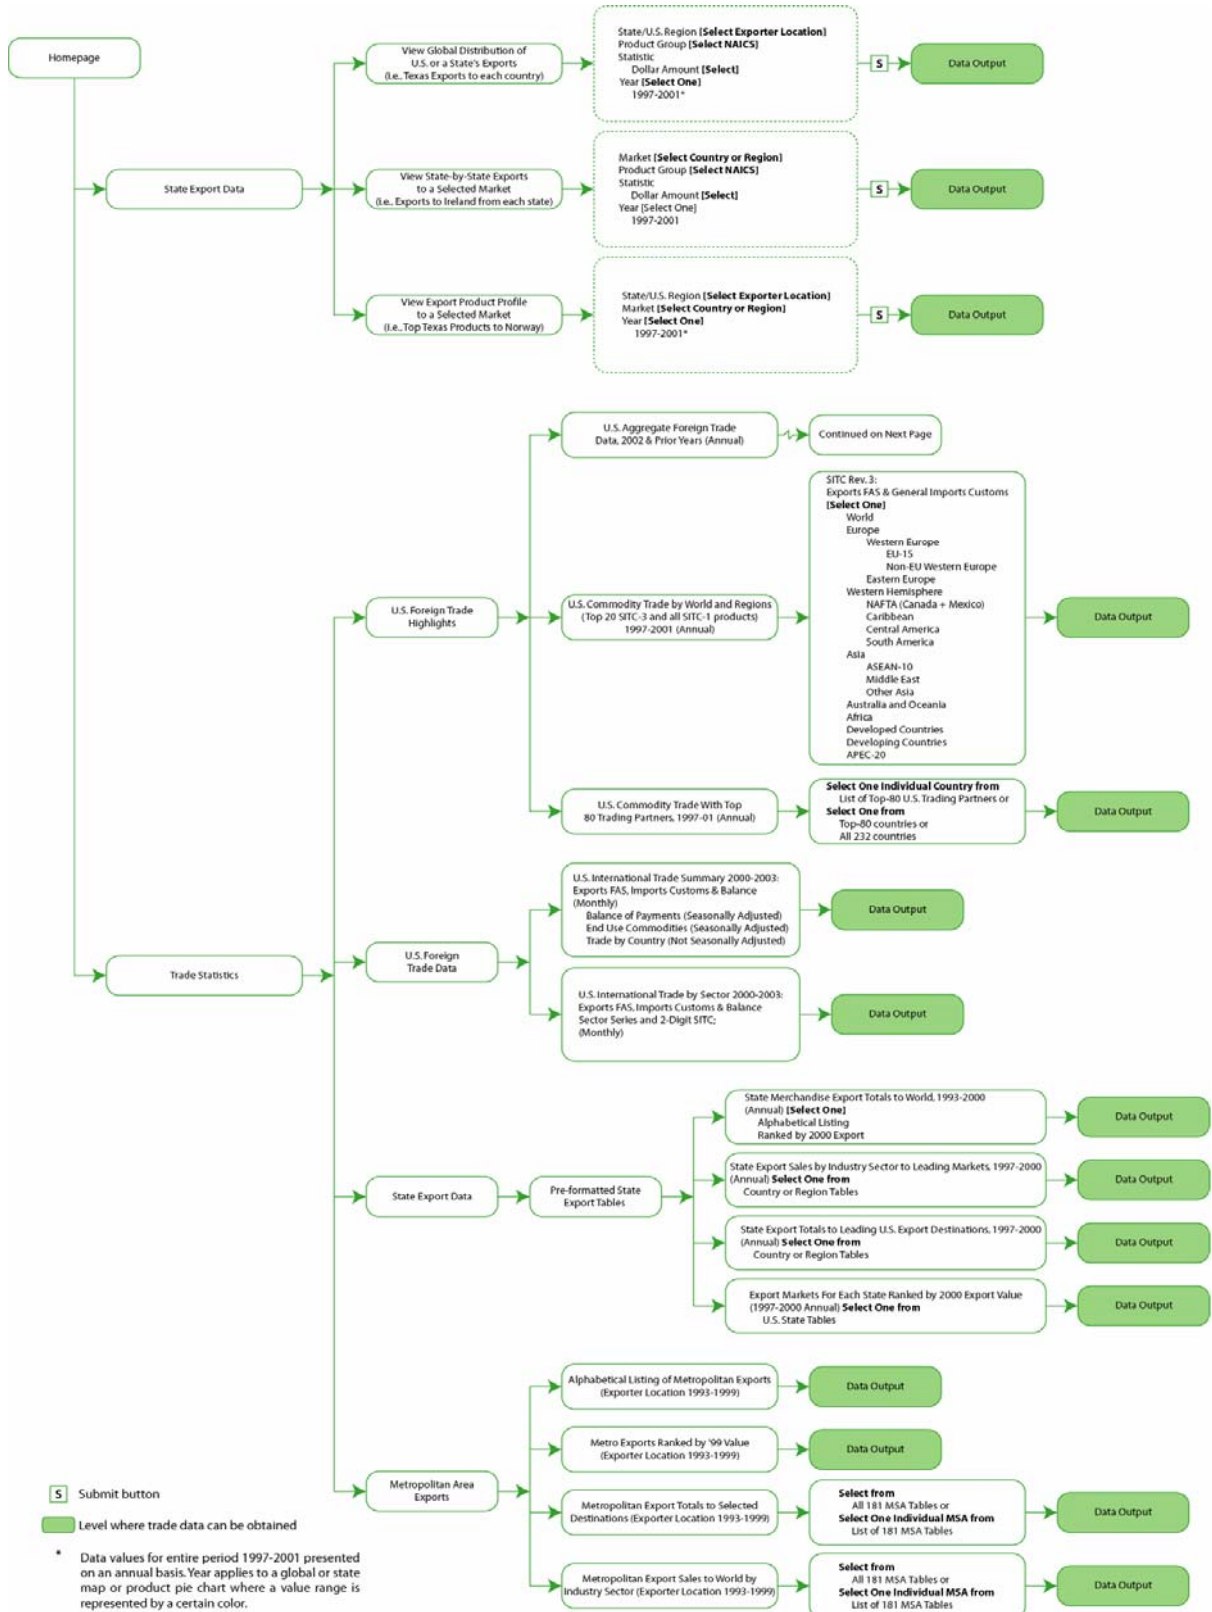 Homepage
View Global Distribution of
U.S. or a State's Exports
(i.e., Texas Exports to each country)
State/U.S. Region [Select Exporter Location]
Product Group [Select NAICS]
Statistic
Dollar Amount [Select]
Year [Select One]
1997-2001*
S
Data Output
State Export Data
View State-by-State Exports
to a Selected Market
(i.e., Exports to Ireland from each state)
Market [Select Country or Region]
Product Group [Select NAICS]
Statistic
Dollar Amount [Select]
Year [Select One]
1997-2001
S
Data Output
View Export Product Profile
to a Selected Market
(i.e., Top Texas Products to Norway)
State/U.S. Region [Select Exporter Location]
Market [Select Country or Region]
Year [Select One]
1997-2001*
S
Data Output
U.S. Aggregate Foreign Trade
Data, 2002 & Prior Years (Annual)
Continued on Next Page
U.S. Foreign Trade
Highlights
U.S. Commodity Trade by World and Regions
(Top 20 SITC-3 and all SITC-1 products)
1997-2001 (Annual)
SITC Rev. 3:
Exports FAS & General Imports Customs
[Select One]
World
Europe
Western Europe
EU-15
Non-EU Western Europe
Eastern Europe
Western Hemisphere
NAFTA (Canada + Mexico)
Caribbean
Central America
South America
Asia
ASEAN-10
Middle East
Other Asia
Australia and Oceania
Africa
Developed Countries
Developing Countries
APEC-20
Data Output
U.S. Commodity Trade With Top
80 Trading Partners, 1997-01 (Annual)
Select One Individual Country from
List of Top-80 U.S. Trading Partners or
Select One from
Top-80 countries or
All 232 countries
Data Output
Trade Statistics
U.S. Foreign
Trade Data
U.S. International Trade Summary 2000-2003:
Exports FAS, Imports Customs & Balance
(Monthly)
Balance of Payments (Seasonally Adjusted)
End Use Commodities (Seasonally Adjusted)
Trade by Country (Not Seasonally Adjusted)
Data Output
U.S. International Trade by Sector 2000-2003:
Exports FAS, Imports Customs & Balance
Sector Series and 2-Digit SITC;
(Monthly)
Data Output
State Export Data
Pre-formatted State
Export Tables
State Merchandise Export Totals to World, 1993-2000
(Annual) [Select One]
Alphabetical Listing
Ranked by 2000 Export
Data Output
State Export Sales by Industry Sector to Leading Markets, 1997-2000
(Annual) Select One from
Country or Region Tables
Data Output
State Export Totals to Leading U.S. Export Destinations, 1997-2000
(Annual) Select One from
Country or Region Tables
Data Output
Export Markets For Each State Ranked by 2000 Export Value
(1997-2000 Annual) Select One from
U.S. State Tables
Data Output
Metropolitan Area
Exports
Alphabetical Listing of Metropolitan Exports
(Exporter Location 1993-1999)
Data Output
Metro Exports Ranked by '99 Value
(Exporter Location 1993-1999)
Data Output
Metropolitan Export Totals to Selected
Destinations (Exporter Location 1993-1999)
Select from
All 181 MSA Tables or
Select One Individual MSA from
List of 181 MSA Tables
Data Output
Metropolitan Export Sales to World by
Industry Sector (Exporter Location 1993-1999)
Select from
All 181 MSA Tables or
Select One Individual MSA from
List of 181 MSA Tables
Data Output
S Submit button
Level where trade data can be obtained
* Data values for entire period 1997-2001 presented
on an annual basis. Year applies to a global or state
map or product pie chart where a value range is
represented by a certain color.